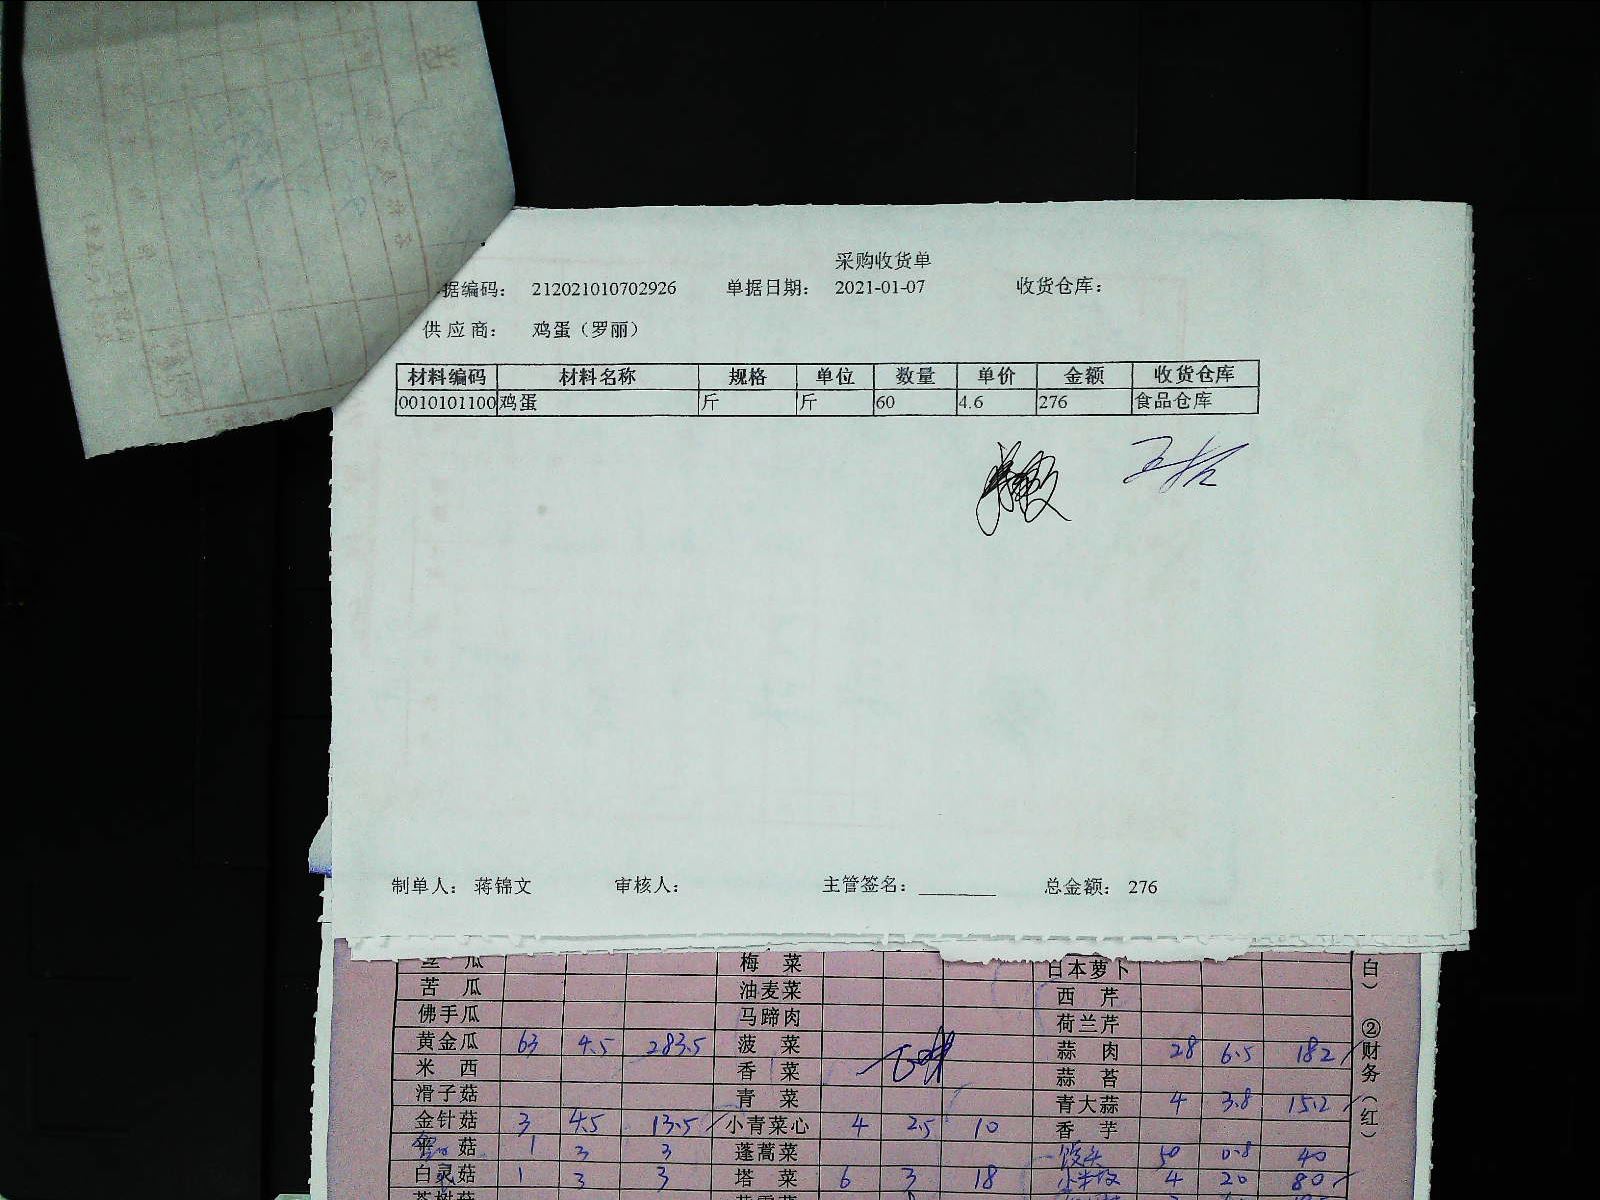 采购收货单
据编码： 212021010702926 单据日期： 2021-01-07 收货仓库：
供应商： 鸡蛋（罗丽）
材料编码 材料名称 规格 单位 数量 单价 金额 收货仓库
0010101100 鸡蛋 斤 斤 60 4.6 276 食品仓库
制单人： 蒋锦文 审核人： 主管签名：________ 总金额： 276
丝瓜 梅菜 日本萝卜
苦瓜 油麦菜 西芹
佛手瓜 马蹄肉 荷兰芹
黄金瓜 63 4.5 283.5 菠菜 蒜肉 28 6.5 182
米西 香菜 蒜苔
滑子菇 青菜 青大蒜 4 3.8 15.2
金针菇 3 4.5 13.5 小青菜心 4 2.5 10 香芋
菇 1 3 3 蓬蒿菜 馒头 50 0.8 40
白灵菇 1 3 3 塔菜 6 3 18 4 20 80
白）②财务（红）